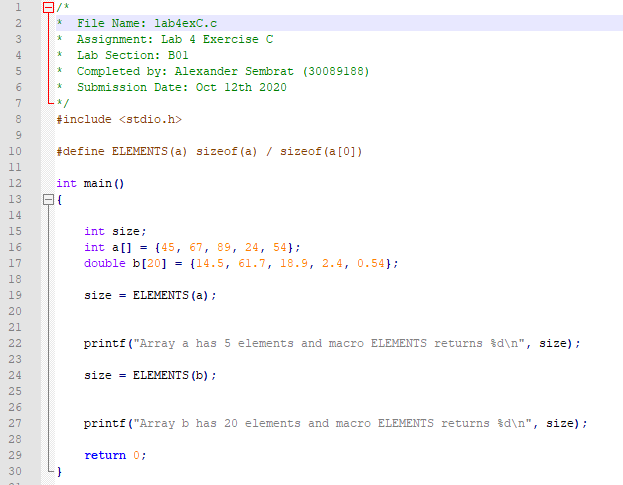 1 /*
2 *  File Name: lab4exC.c
3 *  Assignment: Lab 4 Exercise C
4 *  Lab Section: B01
5 *  Completed by: Alexander Sembrat (30089188)
6 *  Submission Date: Oct 12th 2020
7 */
8 #include <stdio.h>
9
10 #define ELEMENTS(a) sizeof(a) / sizeof(a[0])
11
12 int main()
13 {
14
15     int size;
16     int a[] = {45, 67, 89, 24, 54};
17     double b[20] = {14.5, 61.7, 18.9, 2.4, 0.54};
18
19     size = ELEMENTS(a);
20
21
22     printf("Array a has 5 elements and macro ELEMENTS returns %d\n", size);
23
24     size = ELEMENTS(b);
25
26
27     printf("Array b has 20 elements and macro ELEMENTS returns %d\n", size);
28
29     return 0;
30 }